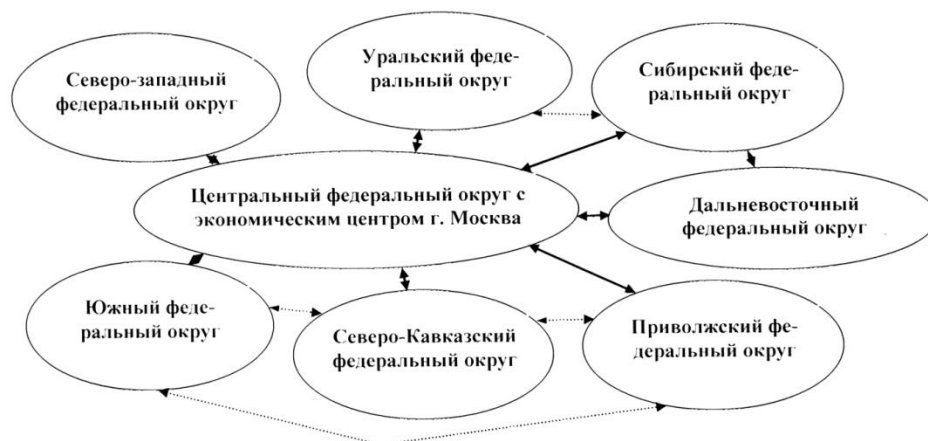 Уральский феде-
ральный округ
Северо-западный
федеральный округ
Сибирский феде-
ральный округ
Центральный федеральный округ с
экономическим центром г. Москва
Дальневосточный
федеральный округ
Южный феде-
ральный округ
Северо-Кавказский
федеральный округ
Приволжский фе-
деральный округ